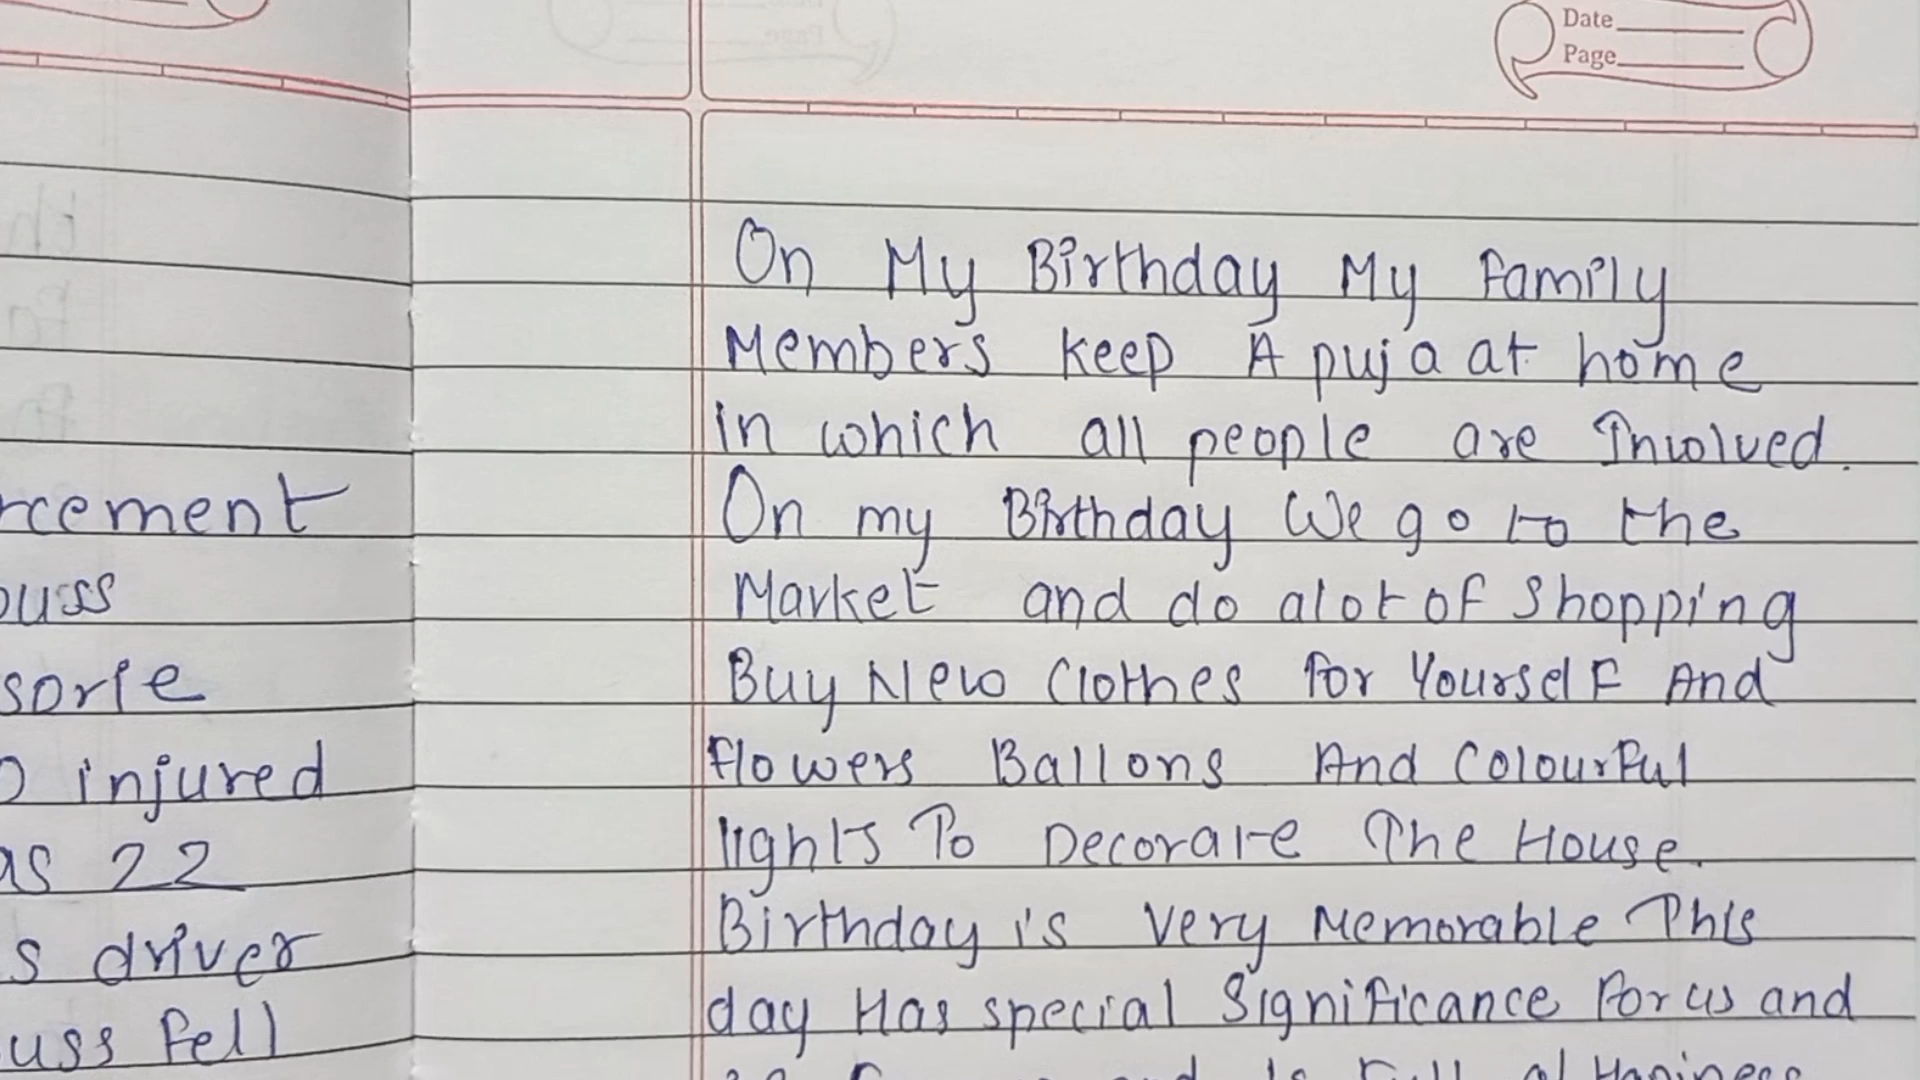 Date
Page
On My Birthday My Family
Members keep A puja at home
in which all people are Involved.
On my Birthday We go to the
Market and do alot of Shopping
Buy New Clothes for Yourself And
flowers Ballons And Colourful
lights To Decorate The House.
Birthday is very Memorable This
day Has special Significance For us and
rcement
ouss
sorie
injured
as 22
s driver
uss fell